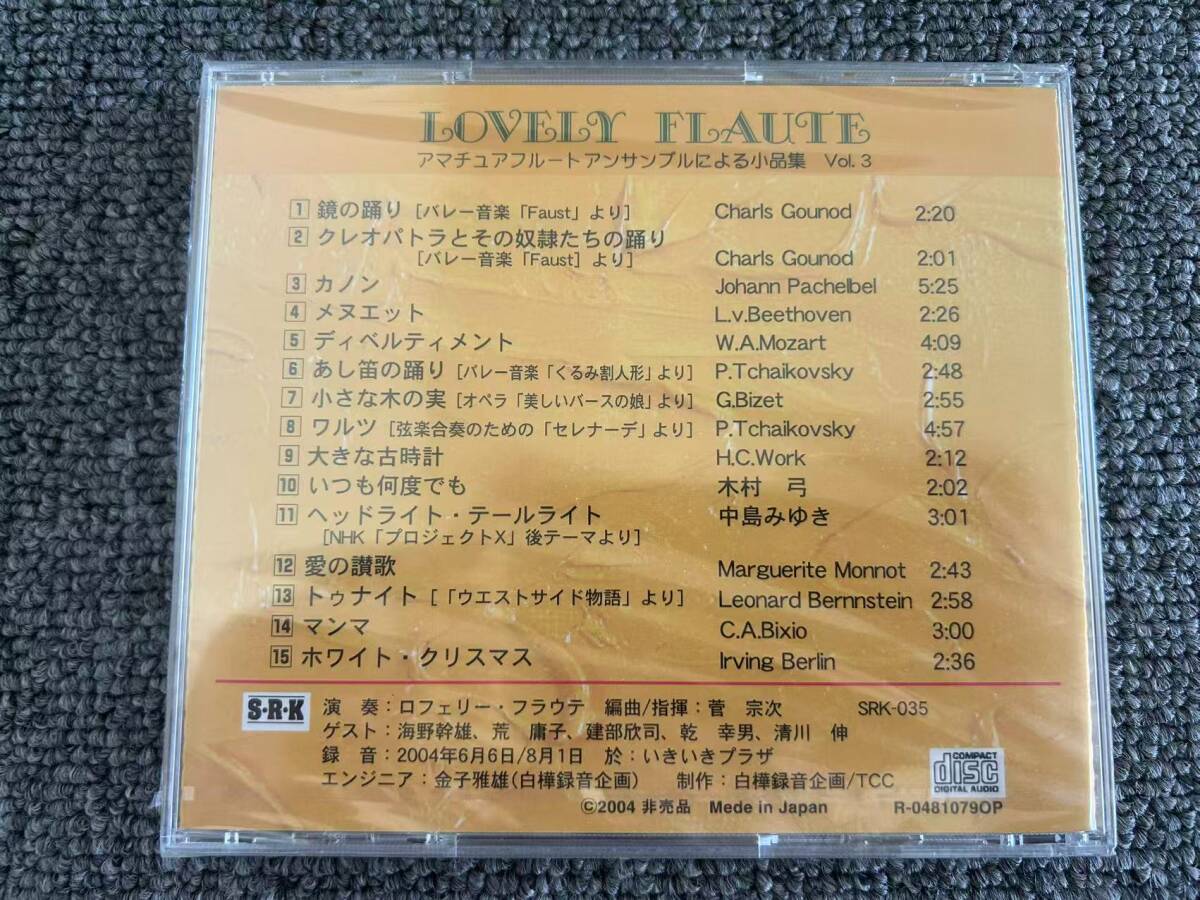 LOVELY FLAUTE
アマチュアフルートアンサンブルによる小品集 Vol. 3
1 鏡の踊り [バレー音楽「Faust」より] Charls Gounod 2:20
2 クレオパトラとその奴隷たちの踊り
[バレー音楽「Faust] より] Charls Gounod 2:01
3 カノン Johann Pachelbel 5:25
4 メヌエット L.v.Beethoven 2:26
5 ディベルティメント W.A.Mozart 4:09
6 あし笛の踊り [バレー音楽「くるみ割人形」より] P.Tchaikovsky 2:48
7 小さな木の実 [オペラ「美しいパースの娘」より] G.Bizet 2:55
8 ワルツ [弦楽合奏のための「セレナーデ」より] P.Tchaikovsky 4:57
9 大きな古時計 H.C.Work 2:12
10 いつも何度でも 木村 弓 2:02
11 ヘッドライト・テールライト 中島みゆき 3:01
[NHK「プロジェクトX」後テーマより]
12 愛の讃歌 Marguerite Monnot 2:43
13 トゥナイト [「ウエストサイド物語」より] Leonard Bernnstein 2:58
14 マンマ C.A.Bixio 3:00
15 ホワイト・クリスマス Irving Berlin 2:36
S・R・K 演 奏：ロフェリー・フラウテ 編曲/指揮：菅 宗次 SRK-035
ゲスト：海野幹雄、荒 庸子、建部欣司、乾 幸男、清川 伸
録 音：2004年6月6日/8月1日 於：いきいきプラザ
エンジニア：金子雅雄(白樺録音企画) 制作：白樺録音企画/TCC
©2004 非売品 Mede in Japan R-0481079OP
COMPACT
disc
DIGITAL AUDIO